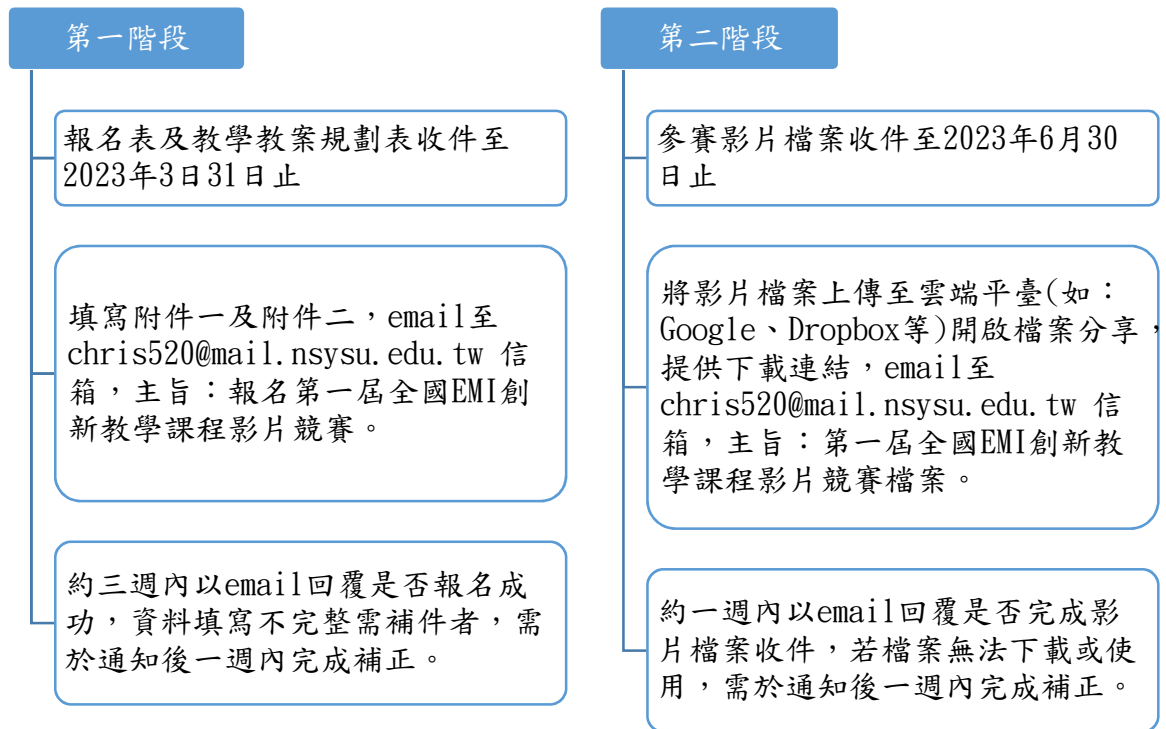 第一階段
報名表及教學教案規劃表收件至
2023年3日31日止
填寫附件一及附件二，email至
chris520@mail.nsysu.edu.tw 信
箱，主旨：報名第一屆全國EMI創
新教學課程影片競賽。
約三週內以email回覆是否報名成
功，資料填寫不完整需補件者，需
於通知後一週內完成補正。
第二階段
參賽影片檔案收件至2023年6月30
日止
將影片檔案上傳至雲端平臺(如：
Google、Dropbox等)開啟檔案分享，
提供下載連結，email至
chris520@mail.nsysu.edu.tw 信
箱，主旨：第一屆全國EMI創新教
學課程影片競賽檔案。
約一週內以email回覆是否完成影
片檔案收件，若檔案無法下載或使
用，需於通知後一週內完成補正。